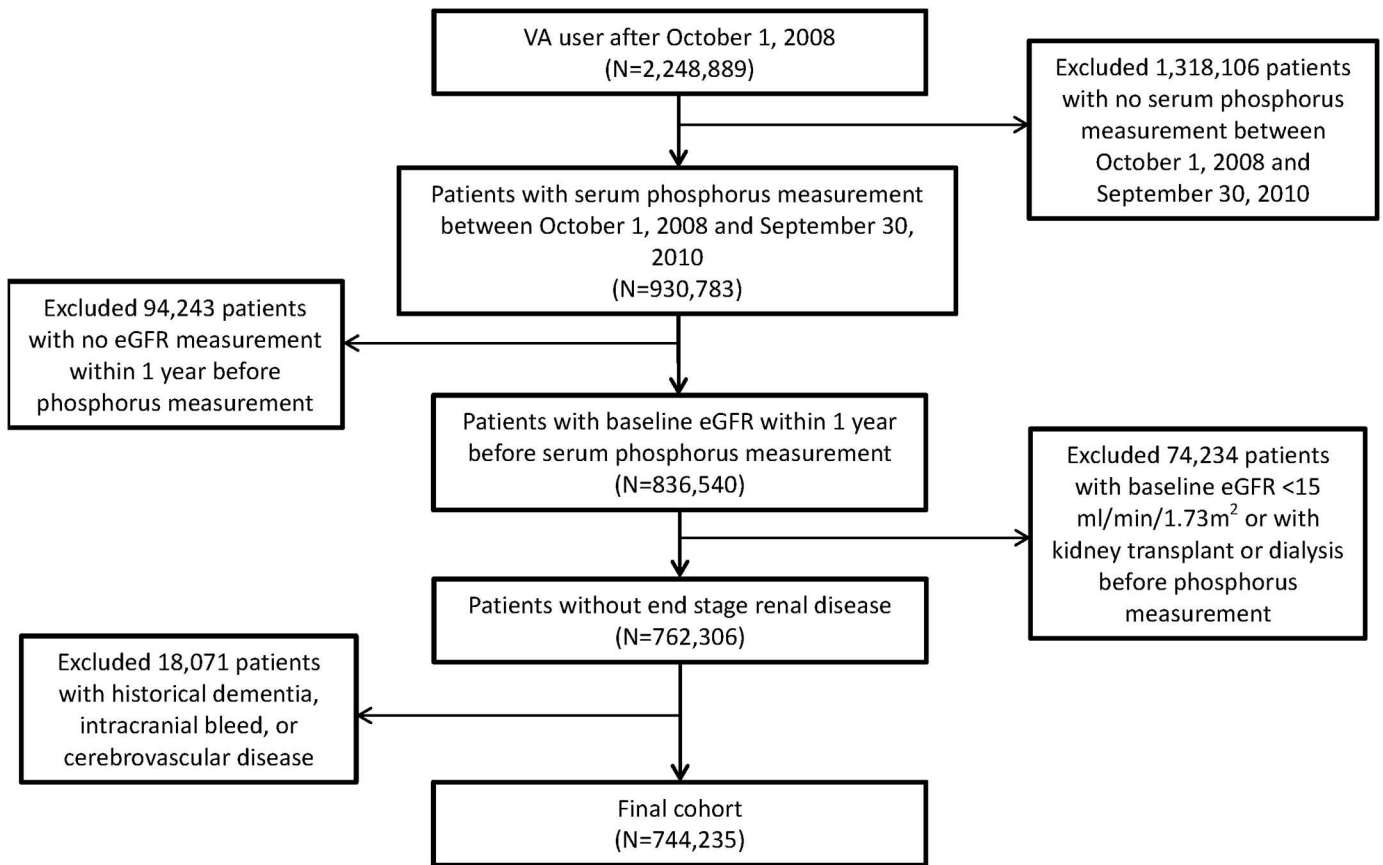 VA user after October 1, 2008
(N=2,248,889)
Excluded 1,318,106 patients
with no serum phosphorus
measurement between
October 1, 2008 and
September 30, 2010
Patients with serum phosphorus measurement
between October 1, 2008 and September 30,
2010
(N=930,783)
Excluded 94,243 patients
with no eGFR measurement
within 1 year before
phosphorus measurement
Patients with baseline eGFR within 1 year
before serum phosphorus measurement
(N=836,540)
Excluded 74,234 patients
with baseline eGFR <15
ml/min/1.73m² or with
kidney transplant or dialysis
before phosphorus
measurement
Patients without end stage renal disease
(N=762,306)
Excluded 18,071 patients
with historical dementia,
intracranial bleed, or
cerebrovascular disease
Final cohort
(N=744,235)